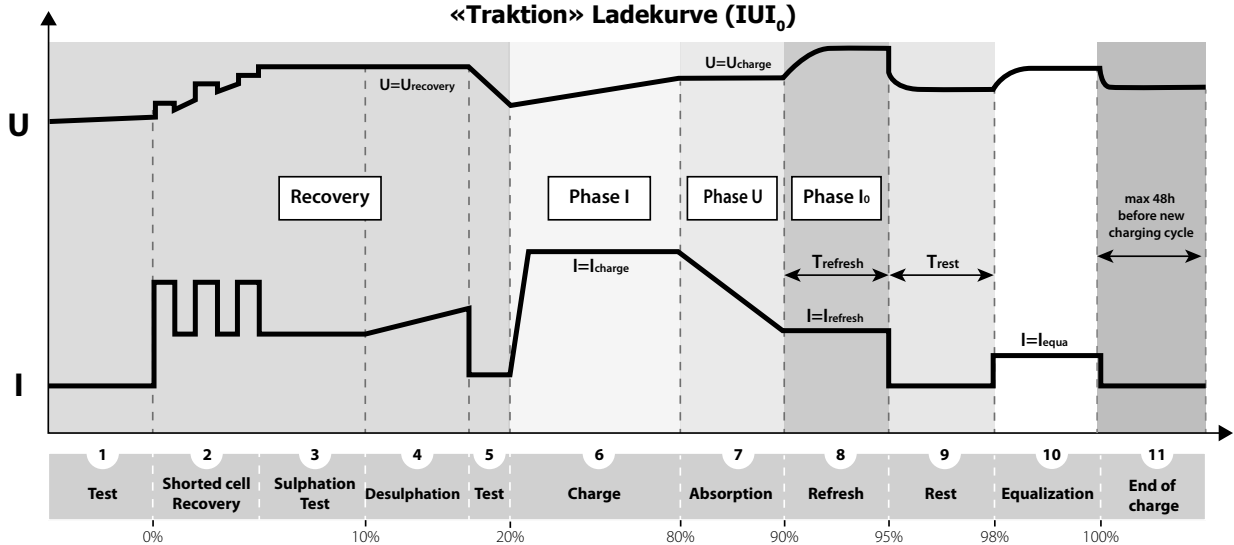 «Traktion» Ladekurve (IUI₀)
U
U=Urecovery
U=Ucharge
Recovery
Phase I
Phase U
Phase I₀
max 48h
before new
charging cycle
I=Icharge
Trefresh
Trest
I=Irefresh
I=Iequa
I
1
2
3
4
5
6
7
8
9
10
11
Test
Shorted cell
Recovery
Sulphation
Test
Desulphation
Test
Charge
Absorption
Refresh
Rest
Equalization
End of
charge
0%
10%
20%
80%
90%
95%
98%
100%